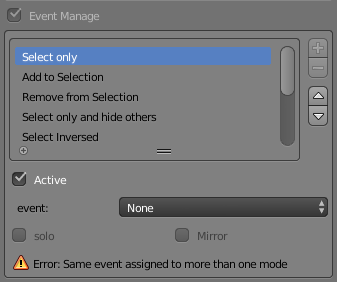 Event Manage
Select only
Add to Selection
Remove from Selection
Select only and hide others
Select Inversed
Active
event:
None
solo
Mirror
Error: Same event assigned to more than one mode